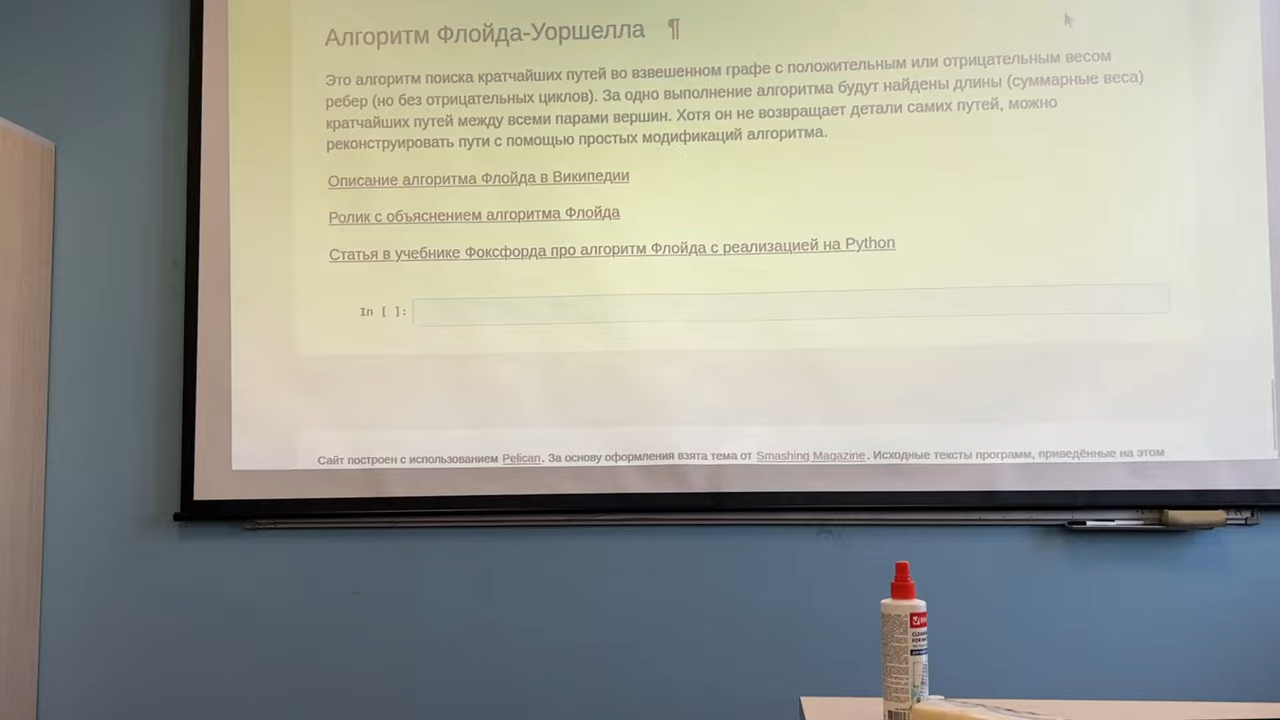 Алгоритм Флойда-Уоршелла ¶
Это алгоритм поиска кратчайших путей во взвешенном графе с положительным или отрицательным весом
ребер (но без отрицательных циклов). За одно выполнение алгоритма будут найдены длины (суммарные веса)
кратчайших путей между всеми парами вершин. Хотя он не возвращает детали самих путей, можно
реконструировать пути с помощью простых модификаций алгоритма.
Описание алгоритма Флойда в Википедии
Ролик с объяснением алгоритма Флойда
Статья в учебнике Фоксфорда про алгоритм Флойда с реализацией на Python
In [ ]:
Сайт построен с использованием Pelican. За основу оформления взята тема от Smashing Magazine. Исходные тексты программ, приведённые на этом